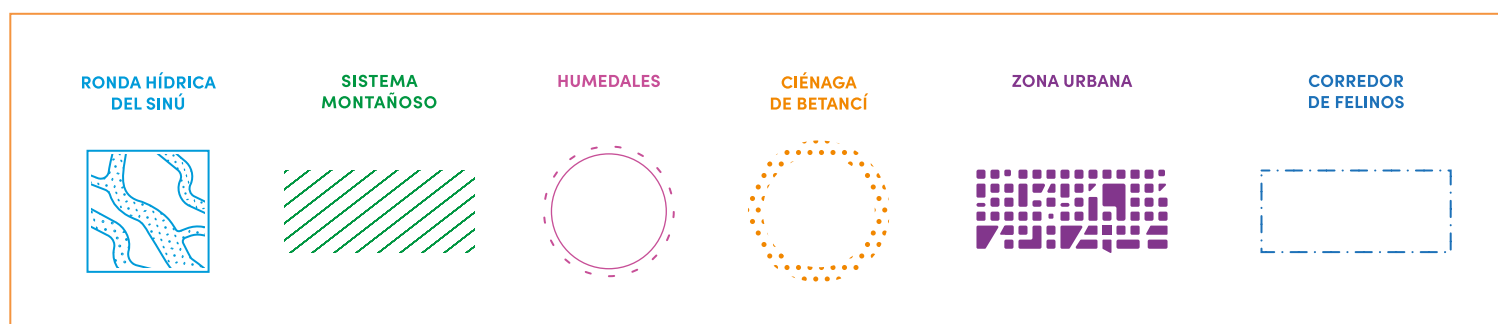 RONDA HÍDRICA
DEL SINÚ
SISTEMA
MONTAÑOSO
HUMEDALES
CIÉNAGA
DE BETANCÍ
ZONA URBANA
CORREDOR
DE FELINOS